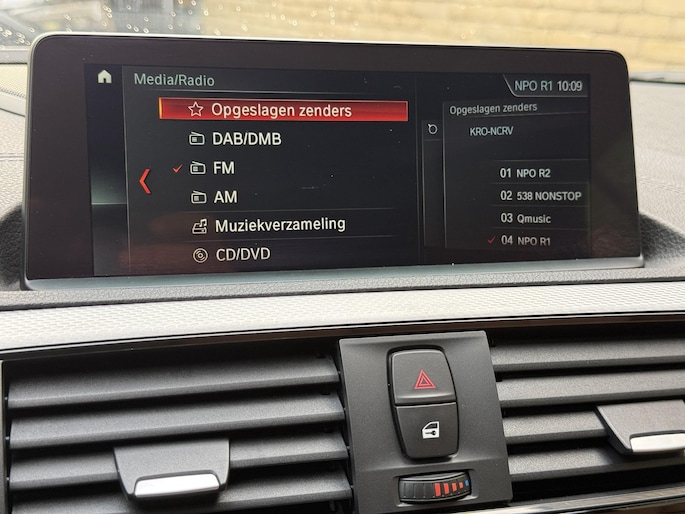 Media/Radio
NPO R1 10:09
Opgeslagen zenders
DAB/DMB
FM
AM
Muziekverzameling
CD/DVD
Opgeslagen zenders
KRO-NCRV
01 NPO R2
02 538 NONSTOP
03 Qmusic
04 NPO R1